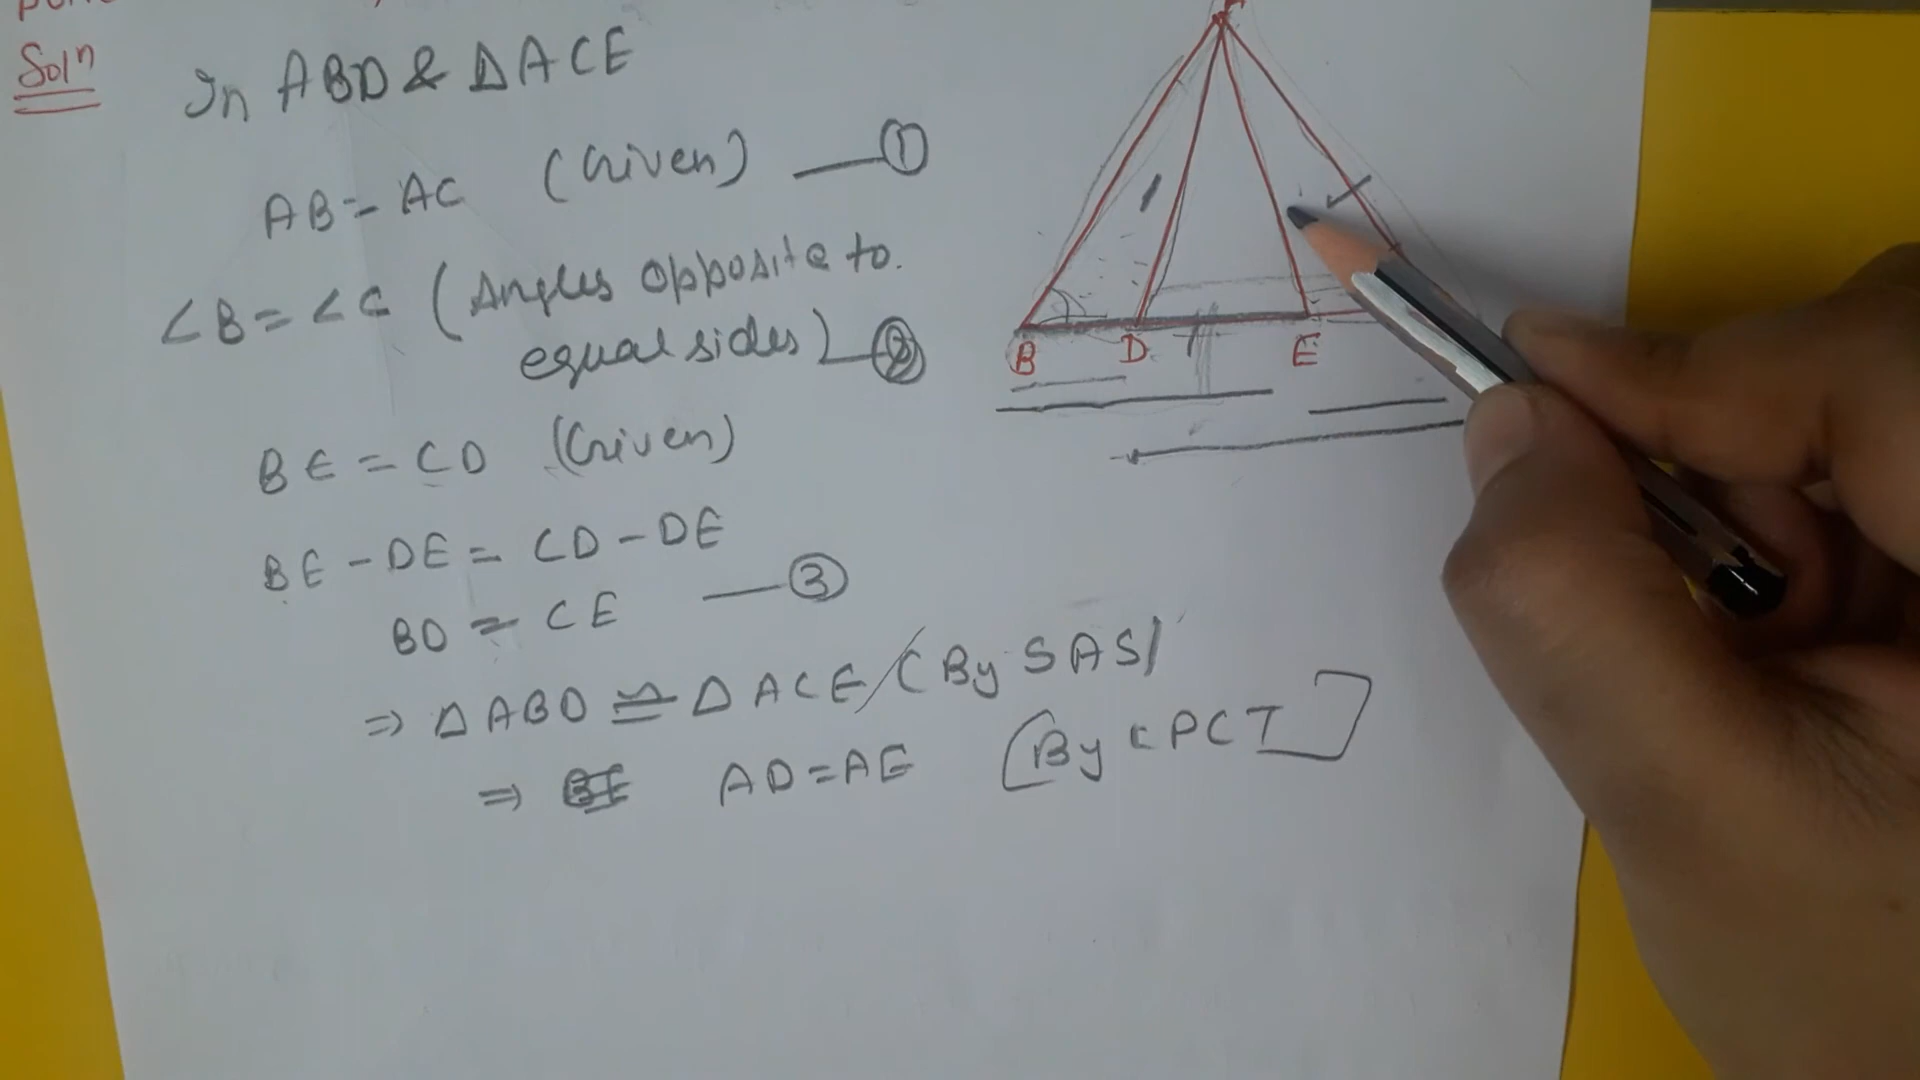 Soln
In ABD & ΔACE
AB = AC (Given) — ①
∠B = ∠C (Angles opposite to
equal sides) — ②
BE = CD (Given)
BE - DE = CD - DE
BD = CE — ③
⇒ ΔABD ≅ ΔACE (By SAS)
⇒ AD = AE (By CPCT)
B D E